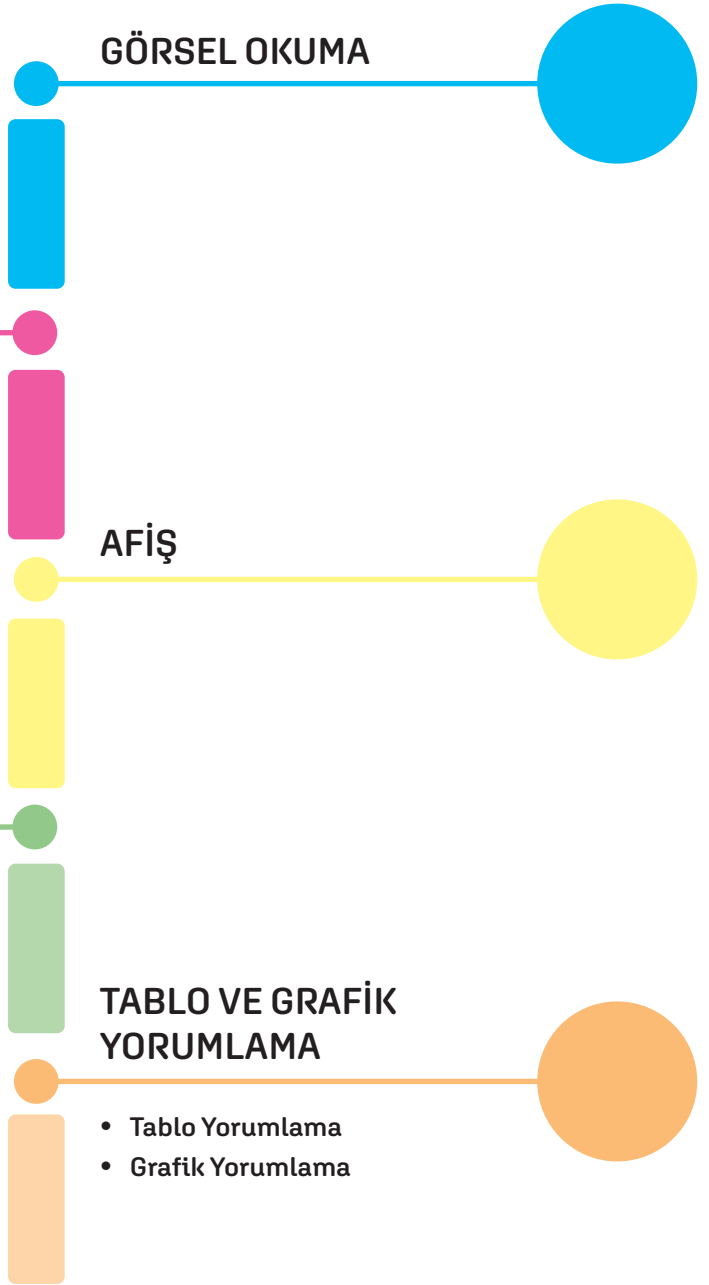 GÖRSEL OKUMA
AFİŞ
TABLO VE GRAFİK
YORUMLAMA
• Tablo Yorumlama
• Grafik Yorumlama